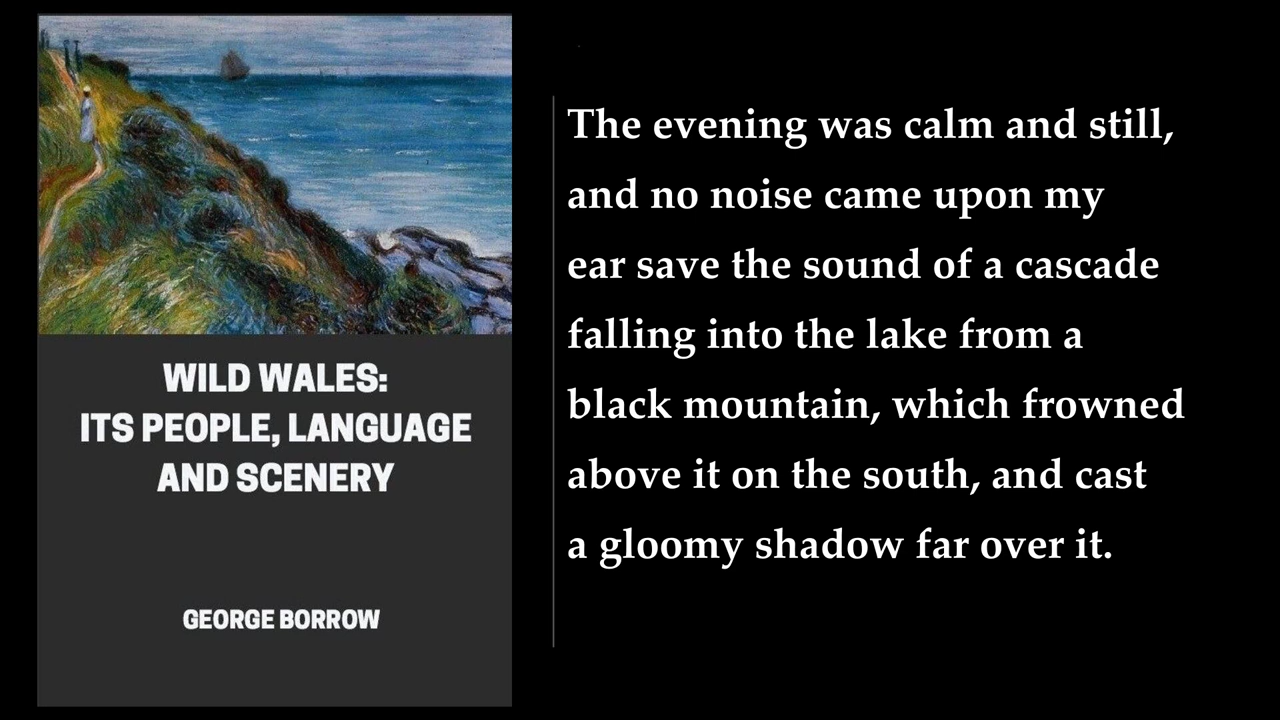 WILD WALES:
ITS PEOPLE, LANGUAGE
AND SCENERY
GEORGE BORROW
The evening was calm and still,
and no noise came upon my
ear save the sound of a cascade
falling into the lake from a
black mountain, which frowned
above it on the south, and cast
a gloomy shadow far over it.